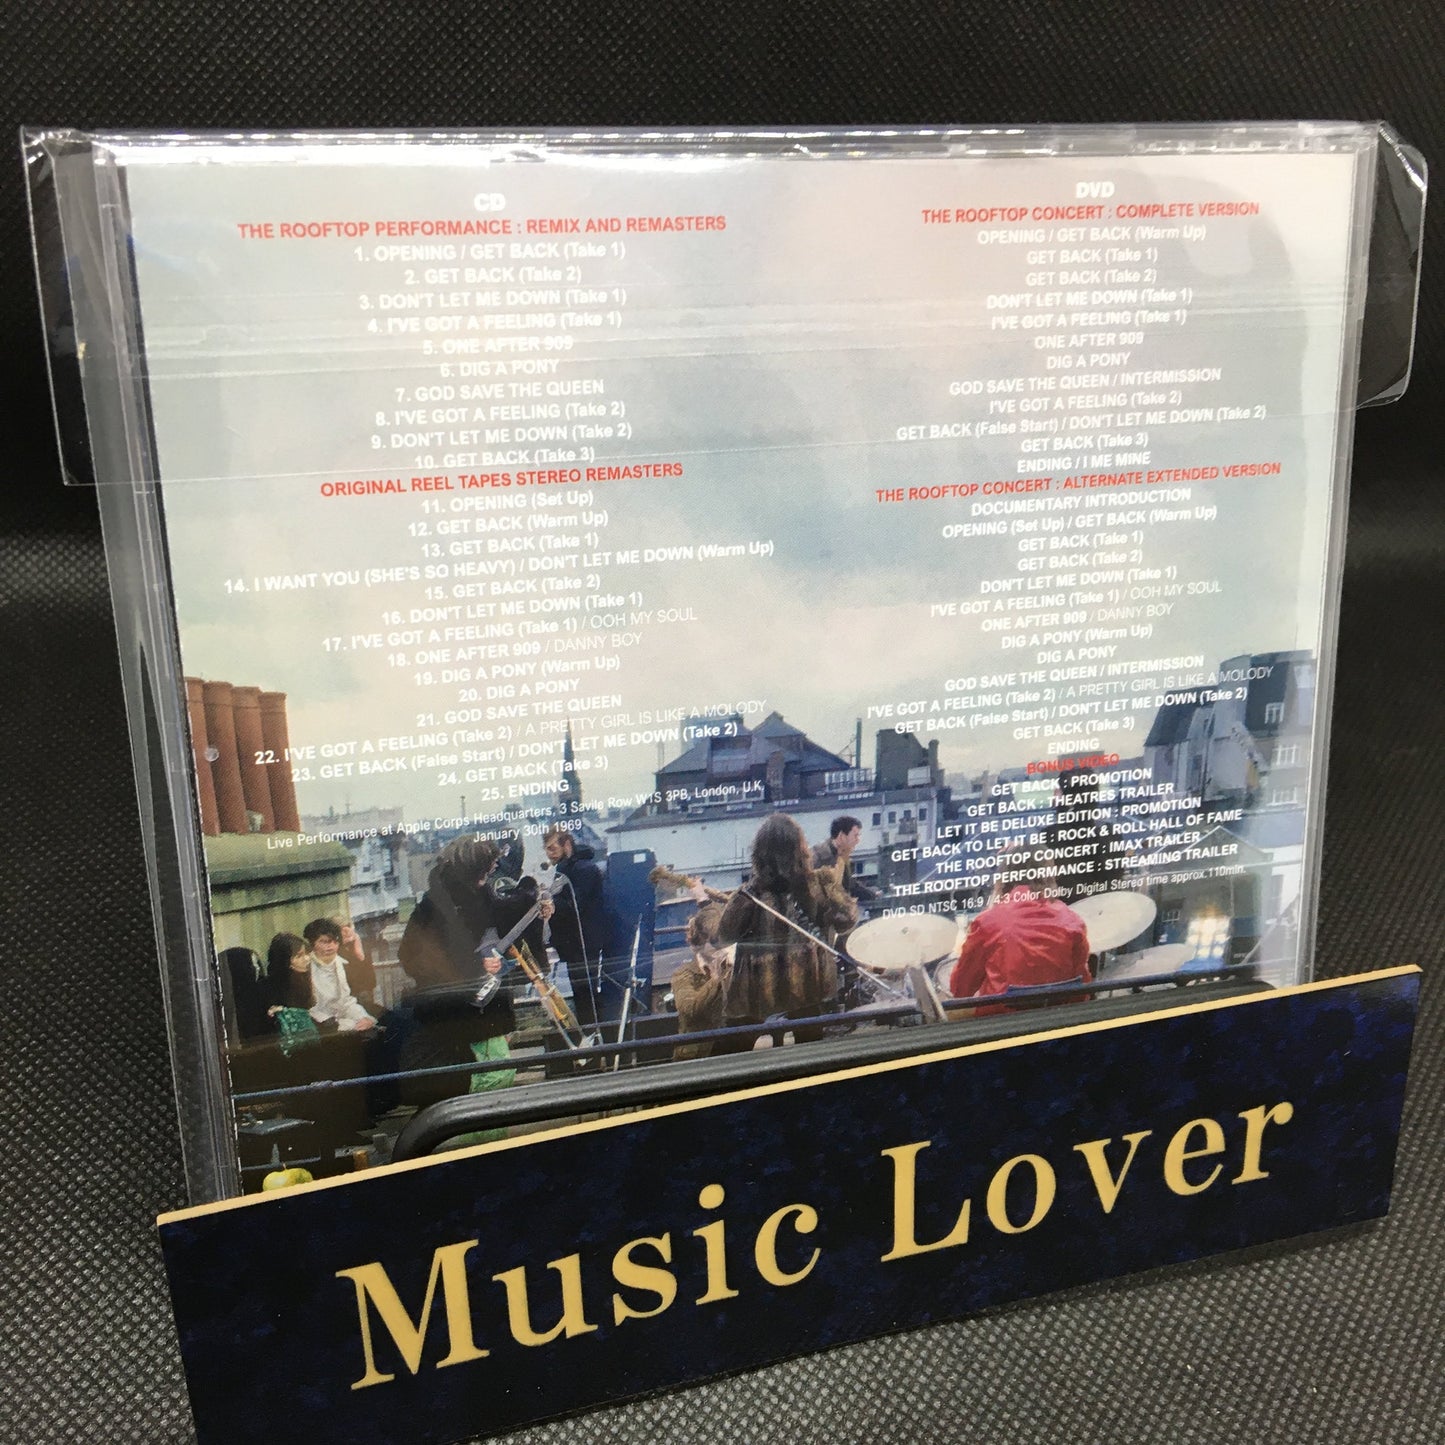 CD
THE ROOFTOP PERFORMANCE : REMIX AND REMASTERS
1. OPENING / GET BACK (Take 1)
2. GET BACK (Take 2)
3. DON'T LET ME DOWN (Take 1)
4. I'VE GOT A FEELING (Take 1)
5. ONE AFTER 909
6. DIG A PONY
7. GOD SAVE THE QUEEN
8. I'VE GOT A FEELING (Take 2)
9. DON'T LET ME DOWN (Take 2)
10. GET BACK (Take 3)
ORIGINAL REEL TAPES STEREO REMASTERS
11. OPENING (Set Up)
12. GET BACK (Warm Up)
13. GET BACK (Take 1)
14. I WANT YOU (SHE'S SO HEAVY) / DON'T LET ME DOWN (Warm Up)
15. GET BACK (Take 2)
16. DON'T LET ME DOWN (Take 1)
17. I'VE GOT A FEELING (Take 1) / OOH MY SOUL
18. ONE AFTER 909 / DANNY BOY
19. DIG A PONY (Warm Up)
20. DIG A PONY
21. GOD SAVE THE QUEEN
22. I'VE GOT A FEELING (Take 2) / A PRETTY GIRL IS LIKE A MOLODY
23. GET BACK (False Start) / DON'T LET ME DOWN (Take 2)
24. GET BACK (Take 3)
25. ENDING
Live Performance at Apple Corps Headquarters, 3 Savile Row W1S 3PB, London, U.K.
January 30th 1969
DVD
THE ROOFTOP CONCERT : COMPLETE VERSION
OPENING / GET BACK (Warm Up)
GET BACK (Take 1)
GET BACK (Take 2)
DON'T LET ME DOWN (Take 1)
I'VE GOT A FEELING (Take 1)
ONE AFTER 909
DIG A PONY
GOD SAVE THE QUEEN / INTERMISSION
I'VE GOT A FEELING (Take 2)
GET BACK (False Start) / DON'T LET ME DOWN (Take 2)
GET BACK (Take 3)
ENDING / I ME MINE
THE ROOFTOP CONCERT : ALTERNATE EXTENDED VERSION
DOCUMENTARY INTRODUCTION
OPENING (Set Up) / GET BACK (Warm Up)
GET BACK (Take 1)
GET BACK (Take 2)
DON'T LET ME DOWN (Take 1)
I'VE GOT A FEELING (Take 1) / OOH MY SOUL
ONE AFTER 909 / DANNY BOY
DIG A PONY (Warm Up)
DIG A PONY
GOD SAVE THE QUEEN / INTERMISSION
I'VE GOT A FEELING (Take 2) / A PRETTY GIRL IS LIKE A MOLODY
GET BACK (False Start) / DON'T LET ME DOWN (Take 2)
GET BACK (Take 3)
ENDING
BONUS VIDEO
GET BACK : PROMOTION
GET BACK : THEATRES TRAILER
LET IT BE DELUXE EDITION : PROMOTION
GET BACK TO LET IT BE : ROCK & ROLL HALL OF FAME
THE ROOFTOP CONCERT : IMAX TRAILER
THE ROOFTOP PERFORMANCE : STREAMING TRAILER
DVD SD NTSC 16:9 / 4:3 Color Dolby Digital Stereo time approx.110min.
Music Lover